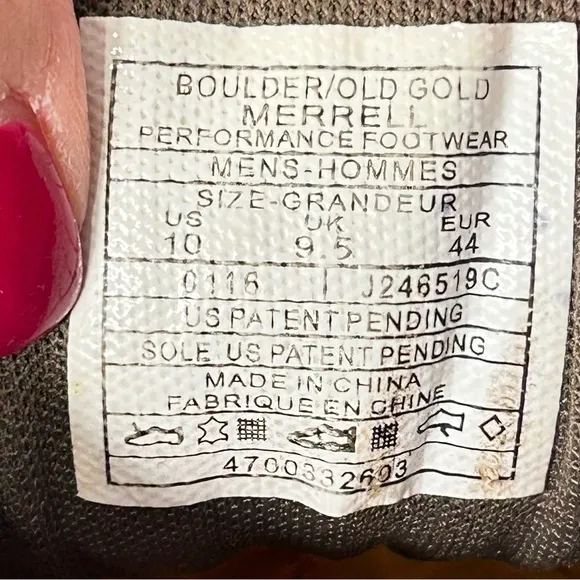 BOULDER/OLD GOLD
MERRELL
PERFORMANCE FOOTWEAR
MENS-HOMMES
SIZE-GRANDEUR
US UK EUR
10 9.5 44
0116 J246519C
US PATENT PENDING
SOLE US PATENT PENDING
MADE IN CHINA
FABRIQUE EN CHINE
4700332693